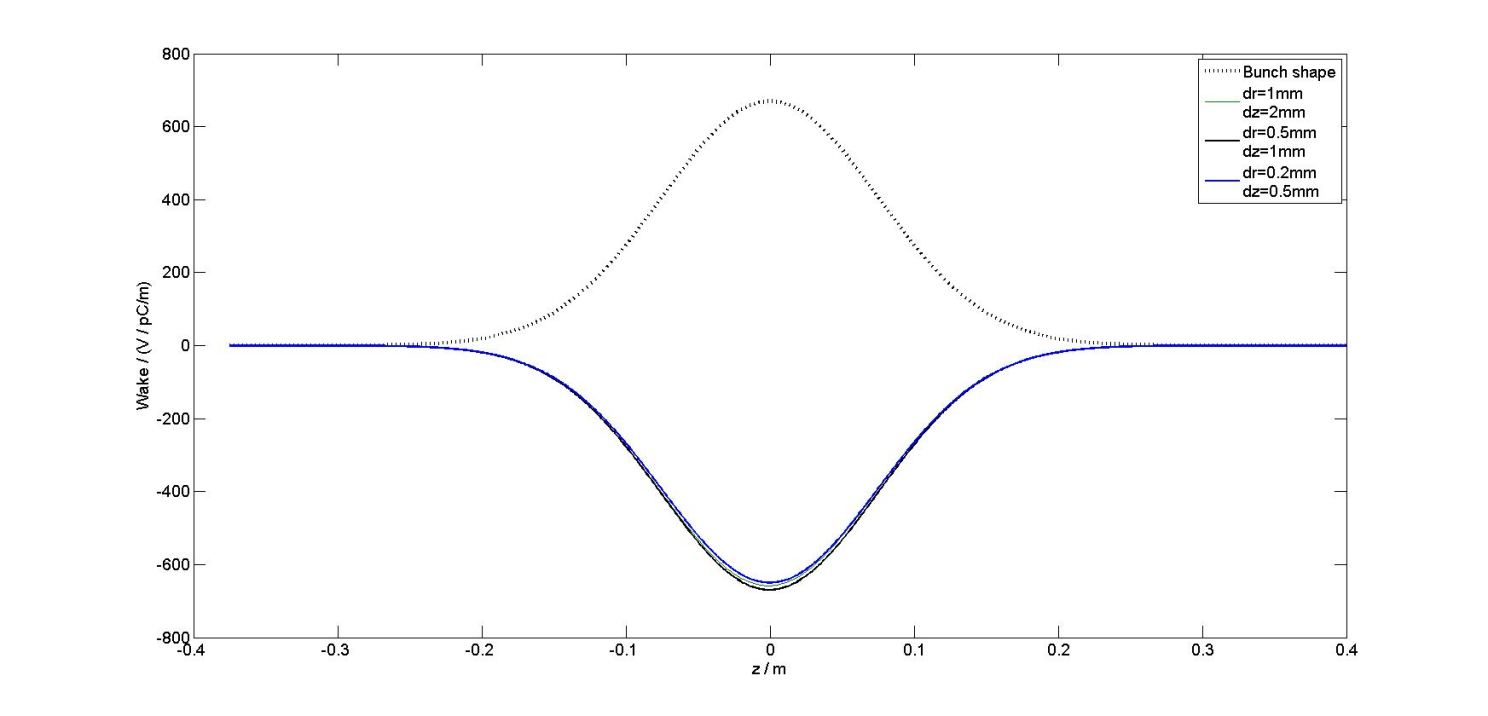 800
600
400
200
0
-200
-400
-600
-800
Wake / (V / pC/m)
-0.4
-0.3
-0.2
-0.1
0
0.1
0.2
0.3
0.4
z / m
Bunch shape
dr=1mm
dz=2mm
dr=0.5mm
dz=1mm
dr=0.2mm
dz=0.5mm